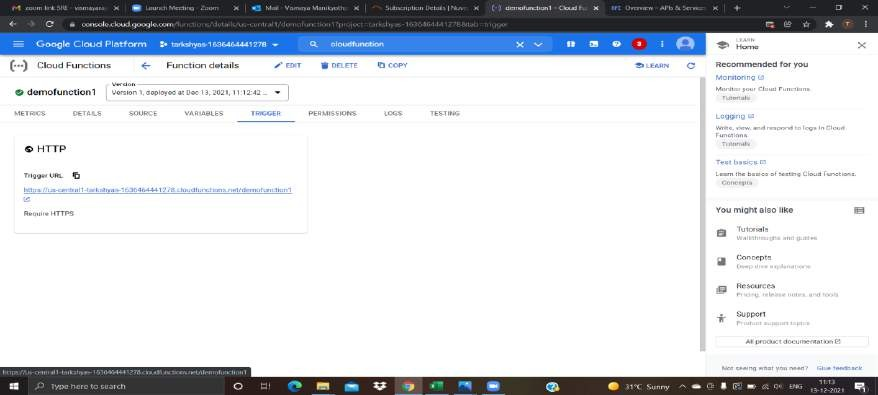 zoom link SRE - vismayaram
Launch Meeting - Zoom
Mail - Vismaya Manikyotha
Subscription Details | Nuve
demofunction1 - Cloud Fu
Overview - APIs & Services
console.cloud.google.com/functions/details/us-central1/demofunction1?project=tarkshyas-1636464441278&tab=trigger
Google Cloud Platform
tarkshyas-1636464441278
cloudfunction
3
T
Cloud Functions
Function details
EDIT
DELETE
COPY
LEARN
demofunction1
Version
Version 1, deployed at Dec 13, 2021, 11:12:42 ...
METRICS
DETAILS
SOURCE
VARIABLES
TRIGGER
PERMISSIONS
LOGS
TESTING
HTTP
Trigger URL
https://us-central1-tarkshyas-1636464441278.cloudfunctions.net/demofunction1
Require HTTPS
LEARN
Home
Recommended for you
Monitoring
Monitor your Cloud Functions.
Tutorials
Logging
Write, view, and respond to logs in Cloud
Functions.
Tutorials
Test basics
Learn the basics of testing Cloud Functions.
Concepts
You might also like
Tutorials
Walkthroughs and guides
Concepts
Deep dive explanations
Resources
Pricing, release notes, and tools
Support
Product support topics
All product documentation
Not seeing what you need? Give feedback
https://us-central1-tarkshyas-1636464441278.cloudfunctions.net/demofunction1
Type here to search
31°C Sunny
ENG
11:13
13-12-2021